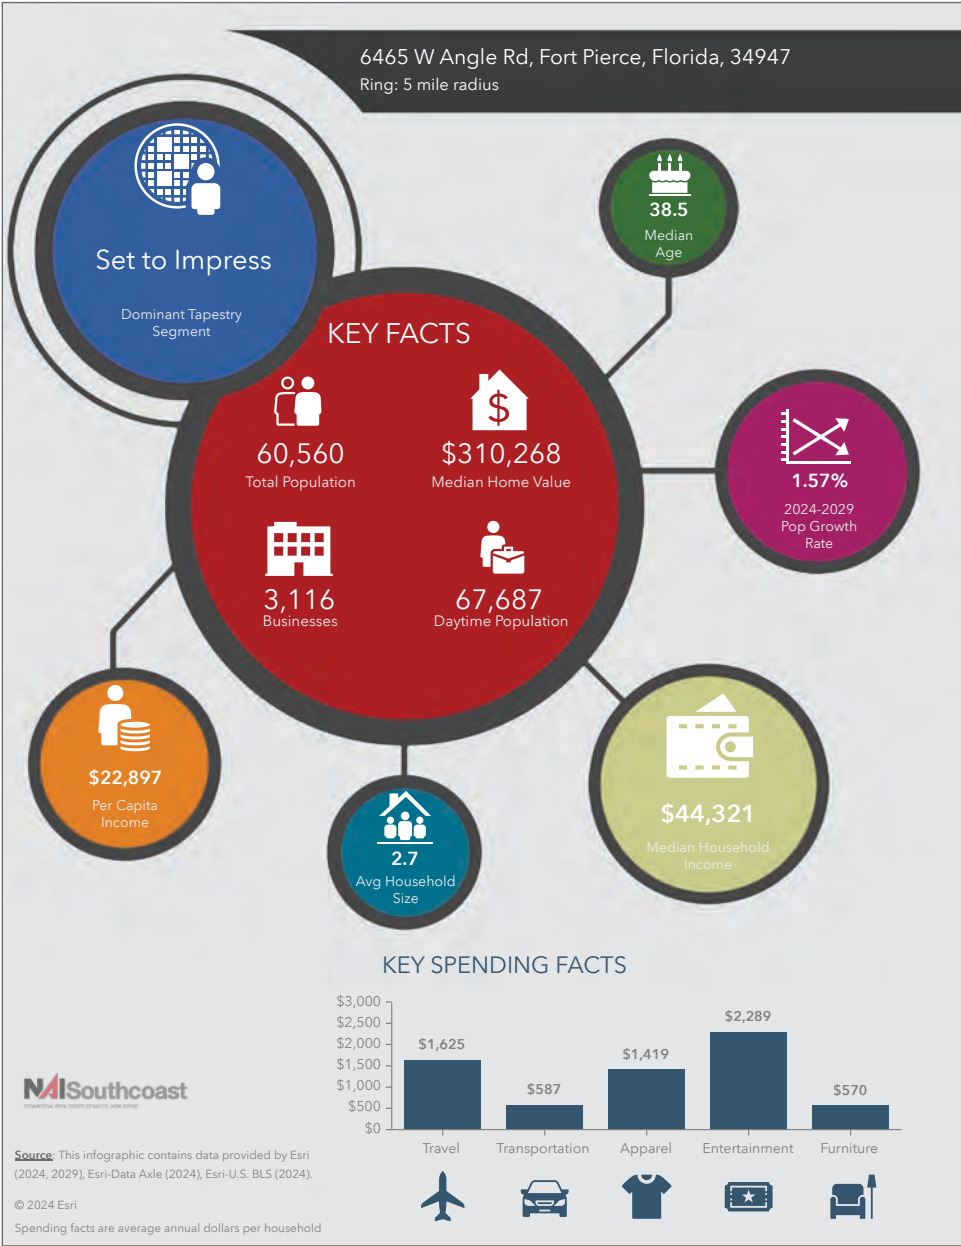 6465 W Angle Rd, Fort Pierce, Florida, 34947
Ring: 5 mile radius
Set to Impress
Dominant Tapestry
Segment
38.5
Median
Age
KEY FACTS
60,560
Total Population
$310,268
Median Home Value
3,116
Businesses
67,687
Daytime Population
1.57%
2024-2029
Pop Growth
Rate
$22,897
Per Capita
Income
2.7
Avg Household
Size
$44,321
Median Household
Income
KEY SPENDING FACTS
$3,000
$2,500
$2,000
$1,500
$1,000
$500
$0
$1,625
$587
$1,419
$2,289
$570
Travel
Transportation
Apparel
Entertainment
Furniture
NAISouthcoast
COMMERCIAL REAL ESTATE SERVICES, WORLDWIDE
Source: This infographic contains data provided by Esri
(2024, 2029), Esri-Data Axle (2024), Esri-U.S. BLS (2024).
© 2024 Esri
Spending facts are average annual dollars per household